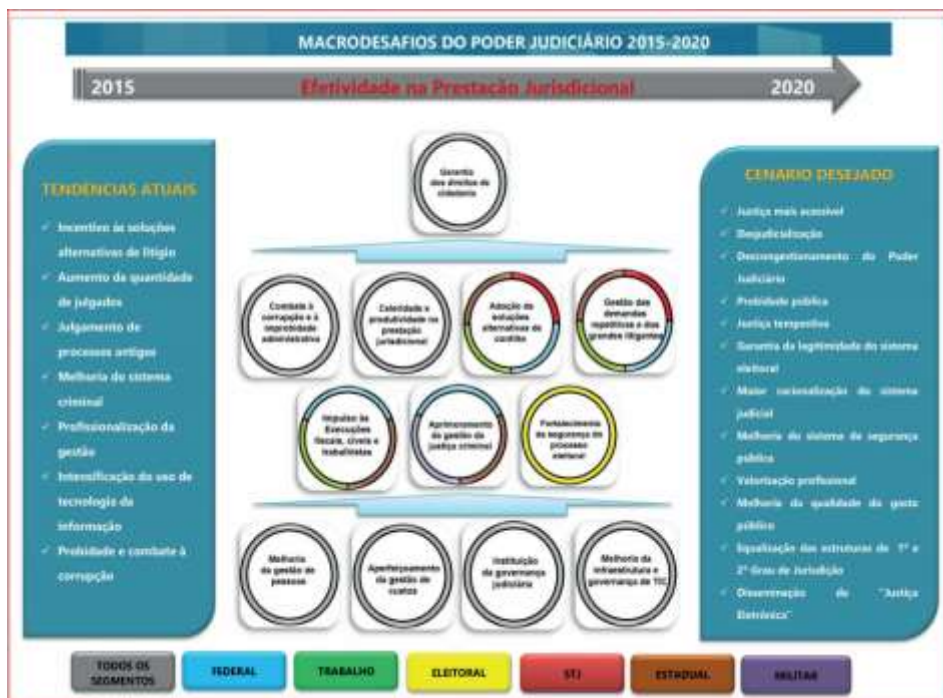 MACRODESAFIOS DO PODER JUDICIÁRIO 2015-2020
2015
Efetividade na Prestação Jurisdicional
2020
TENDÊNCIAS ATUAIS
Incentivo às soluções
alternativas de litígio
Aumento da quantidade
de julgados
Julgamento de
processos antigos
Melhoria do sistema
criminal
Profissionalização da
gestão
Intensificação do uso de
tecnologia da
informação
Probidade e combate à
corrupção
Garantia
dos direitos de
cidadania
Combate à
corrupção e à
improbidade
administrativa
Celeridade e
produtividade na
prestação
jurisdicional
Adoção de
soluções
alternativas de
conflito
Gestão das
demandas
repetitivas e dos
grandes litigantes
Impulso às
Execuções
fiscais, cíveis e
trabalhistas
Aprimoramento
da gestão da
justiça criminal
Fortalecimento
da segurança do
processo
eleitoral
Melhoria
da gestão de
pessoas
Aperfeiçoamento
da gestão de
custos
Instituição
da governança
judiciária
Melhoria da
infraestrutura e
governança de TIC
CENÁRIO DESEJADO
Justiça mais acessível
Desjudicialização
Descongestionamento do Poder
Judiciário
Probidade pública
Justiça tempestiva
Garantia da legitimidade do sistema
eleitoral
Maior racionalização do sistema
judicial
Melhoria do sistema de segurança
pública
Valorização profissional
Melhoria da qualidade do gasto
público
Equalização das estruturas de 1º e
2º Grau de Jurisdição
Disseminação da "Justiça
Eletrônica"
TODOS OS
SEGMENTOS
FEDERAL
TRABALHO
ELEITORAL
STJ
ESTADUAL
MILITAR